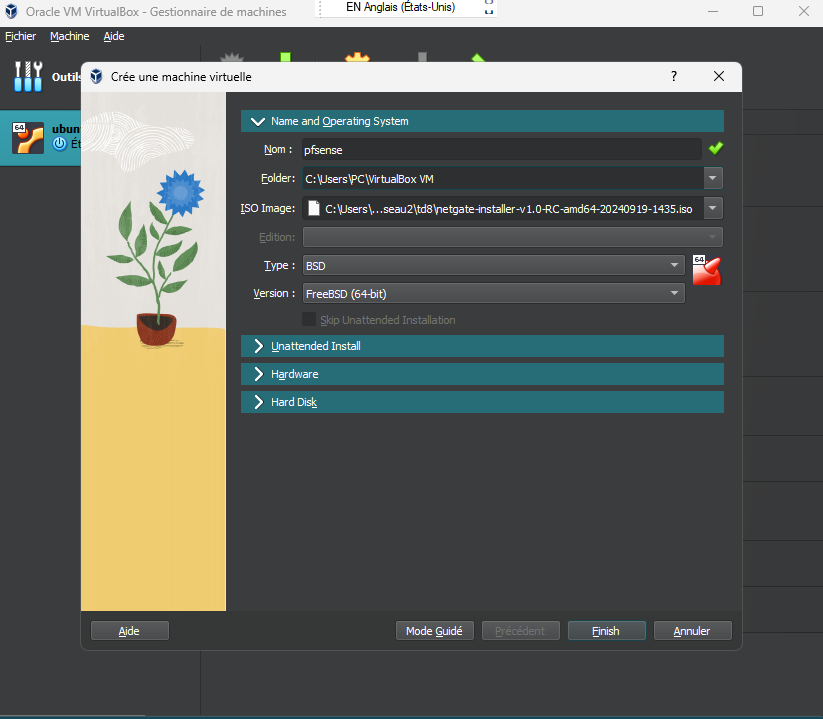 Oracle VM VirtualBox - Gestionnaire de machines
EN Anglais (États-Unis)
Fichier Machine Aide
Outils
Crée une machine virtuelle ?
64
Name and Operating System
Nom : pfsense
Folder: C:\Users\PC\VirtualBox VM
ISO Image: C:\Users\...seau2\td8\netgate-installer-v1.0-RC-amd64-20240919-1435.iso
Edition:
Type : BSD
64
Version : FreeBSD (64-bit)
Skip Unattended Installation
Unattended Install
Hardware
Hard Disk
Aide Mode Guidé Précédent Finish Annuler